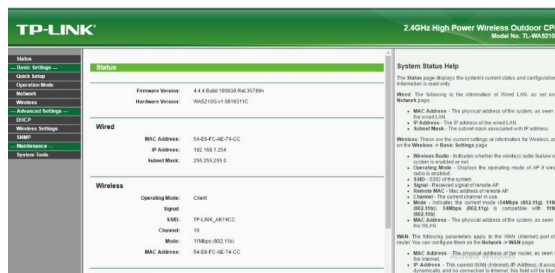 TP-LINK®
2.4GHz High Power Wireless Outdoor CP
Model No. TL-WA5210
Status
--- Basic Settings ---
Quick Setup
Operation Mode
Network
Wireless
--- Advanced Settings ---
DHCP
Wireless Settings
SNMP
--- Maintenance ---
System Tools
Status
Firmware Version: 4.4.4 Build 100608 Rel.35789n
Hardware Version: WA5210G v1 0818311C
Wired
MAC Address: 54-E6-FC-AE-74-CC
IP Address: 192.168.1.254
Subnet Mask: 255.255.255.0
Wireless
Operating Mode: Client
Signal:
SSID: TP-LINK_AE74CC
Channel: 10
Mode: 11Mbps (802.11b)
MAC Address: 54-E6-FC-AE-74-CC
System Status Help
The Status page displays the system's current status and configuration
information is read-only.
Wired: The following is the information of Wired LAN, as set on
Network page.
• MAC Address - The physical address of the system, as seen
the wired LAN.
• IP Address - The IP address of the wired LAN.
• Subnet Mask - The subnet mask associated with IP address.
Wireless: These are the current settings or information for Wireless, as
on the Wireless -> Basic Settings page.
• Wireless Radio - Indicates whether the wireless radio feature of
system is enabled or not.
• Operating Mode - Displays the operating mode of AP if wire
radio is enabled.
• SSID - SSID of the system.
• Signal - Received signal of remote AP.
• Remote MAC - Mac address of remote AP.
• Channel - The current channel in use.
• Mode - Indicates the current mode (54Mbps (802.11g), 11M
(802.11b)). 54Mbps (802.11g) is compatible with 11M
(802.11b).
• MAC Address - The physical address of the system, as seen
the WLAN.
WAN: The following parameters apply to the WAN (Internet) port of
router. You can configure them on the Network -> WAN page.
• MAC Address - The physical address of the router, as seen
the Internet.
• IP Address - The current WAN (Internet) IP Address. If assi
dynamically, and no connection to Internet, this field will be blan